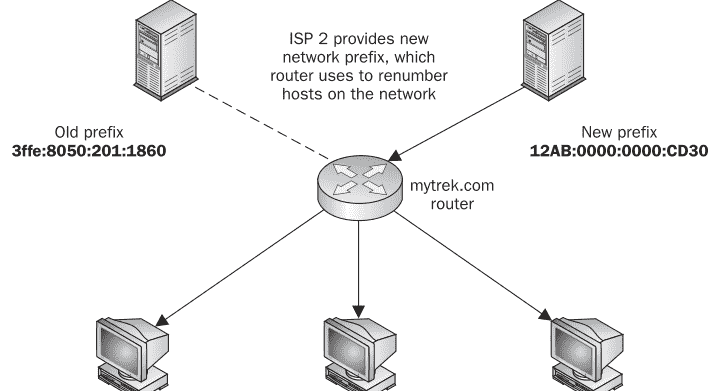 ISP 2 provides new
network prefix, which
router uses to renumber
hosts on the network
Old prefix
3ffe:8050:201:1860
New prefix
12AB:0000:0000:CD30
mytrek.com
router